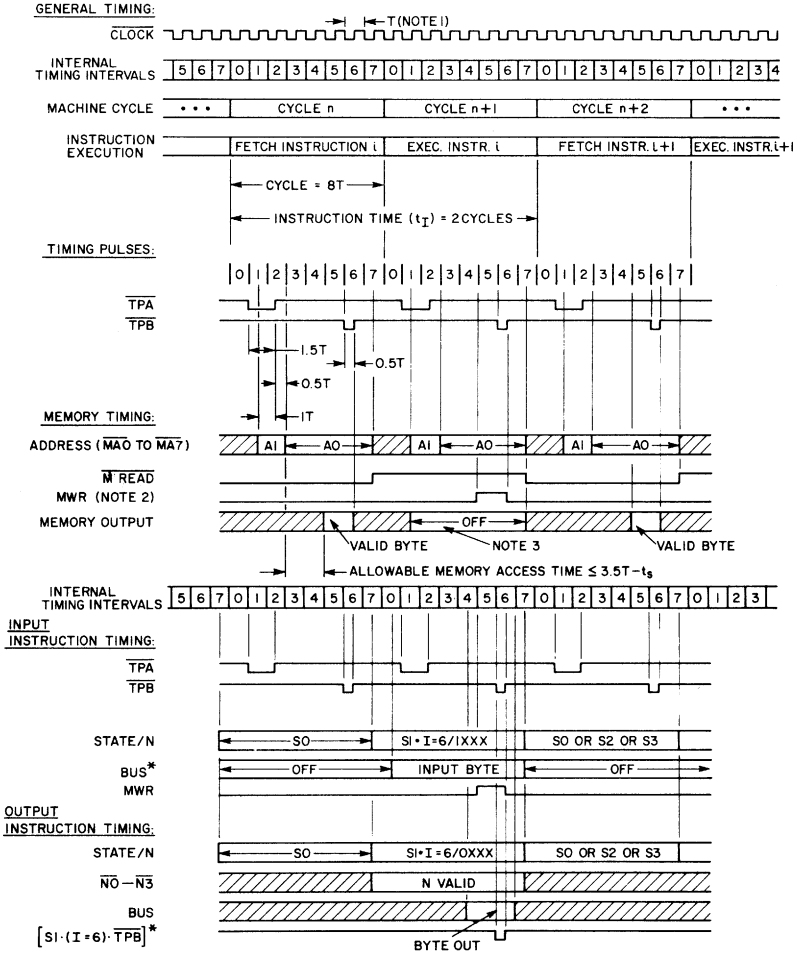 GENERAL TIMING:
T (NOTE 1)
CLOCK
INTERNAL TIMING INTERVALS
5 6 7 0 1 2 3 4 5 6 7 0 1 2 3 4 5 6 7 0 1 2 3 4 5 6 7 0 1 2 3 4
MACHINE CYCLE
• • • CYCLE n CYCLE n+1 CYCLE n+2 • • •
INSTRUCTION EXECUTION
FETCH INSTRUCTION i EXEC. INSTR. i FETCH INSTR. i+1 EXEC. INSTR. i+1
CYCLE = 8T
INSTRUCTION TIME (tI) = 2 CYCLES
TIMING PULSES:
0 1 2 3 4 5 6 7 0 1 2 3 4 5 6 7 0 1 2 3 4 5 6 7
TPA
TPB
1.5T
0.5T
0.5T
1T
MEMORY TIMING:
ADDRESS (MA0 TO MA7)
A1 A0 A1 A0 A1 A0
M READ
MWR (NOTE 2)
MEMORY OUTPUT
OFF
VALID BYTE NOTE 3 VALID BYTE
ALLOWABLE MEMORY ACCESS TIME ≤ 3.5T-ts
INTERNAL TIMING INTERVALS
5 6 7 0 1 2 3 4 5 6 7 0 1 2 3 4 5 6 7 0 1 2 3 4 5 6 7 0 1 2 3
INPUT
INSTRUCTION TIMING:
TPA
TPB
STATE/N
S0 S1•I=6/1XXX S0 OR S2 OR S3
BUS*
OFF INPUT BYTE OFF
MWR
OUTPUT
INSTRUCTION TIMING:
STATE/N
S0 S1•I=6/0XXX S0 OR S2 OR S3
N0—N3
N VALID
BUS
[S1·(I=6)·TPB]*
BYTE OUT